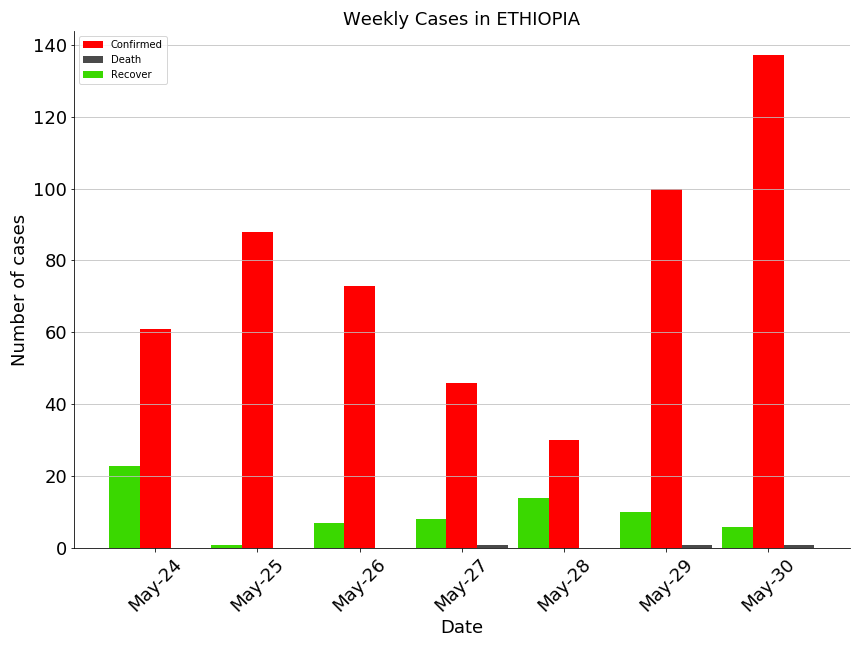 Weekly Cases in ETHIOPIA
Confirmed
Death
Recover
140
120
100
80
60
40
20
0
Number of cases
May-24
May-25
May-26
May-27
May-28
May-29
May-30
Date